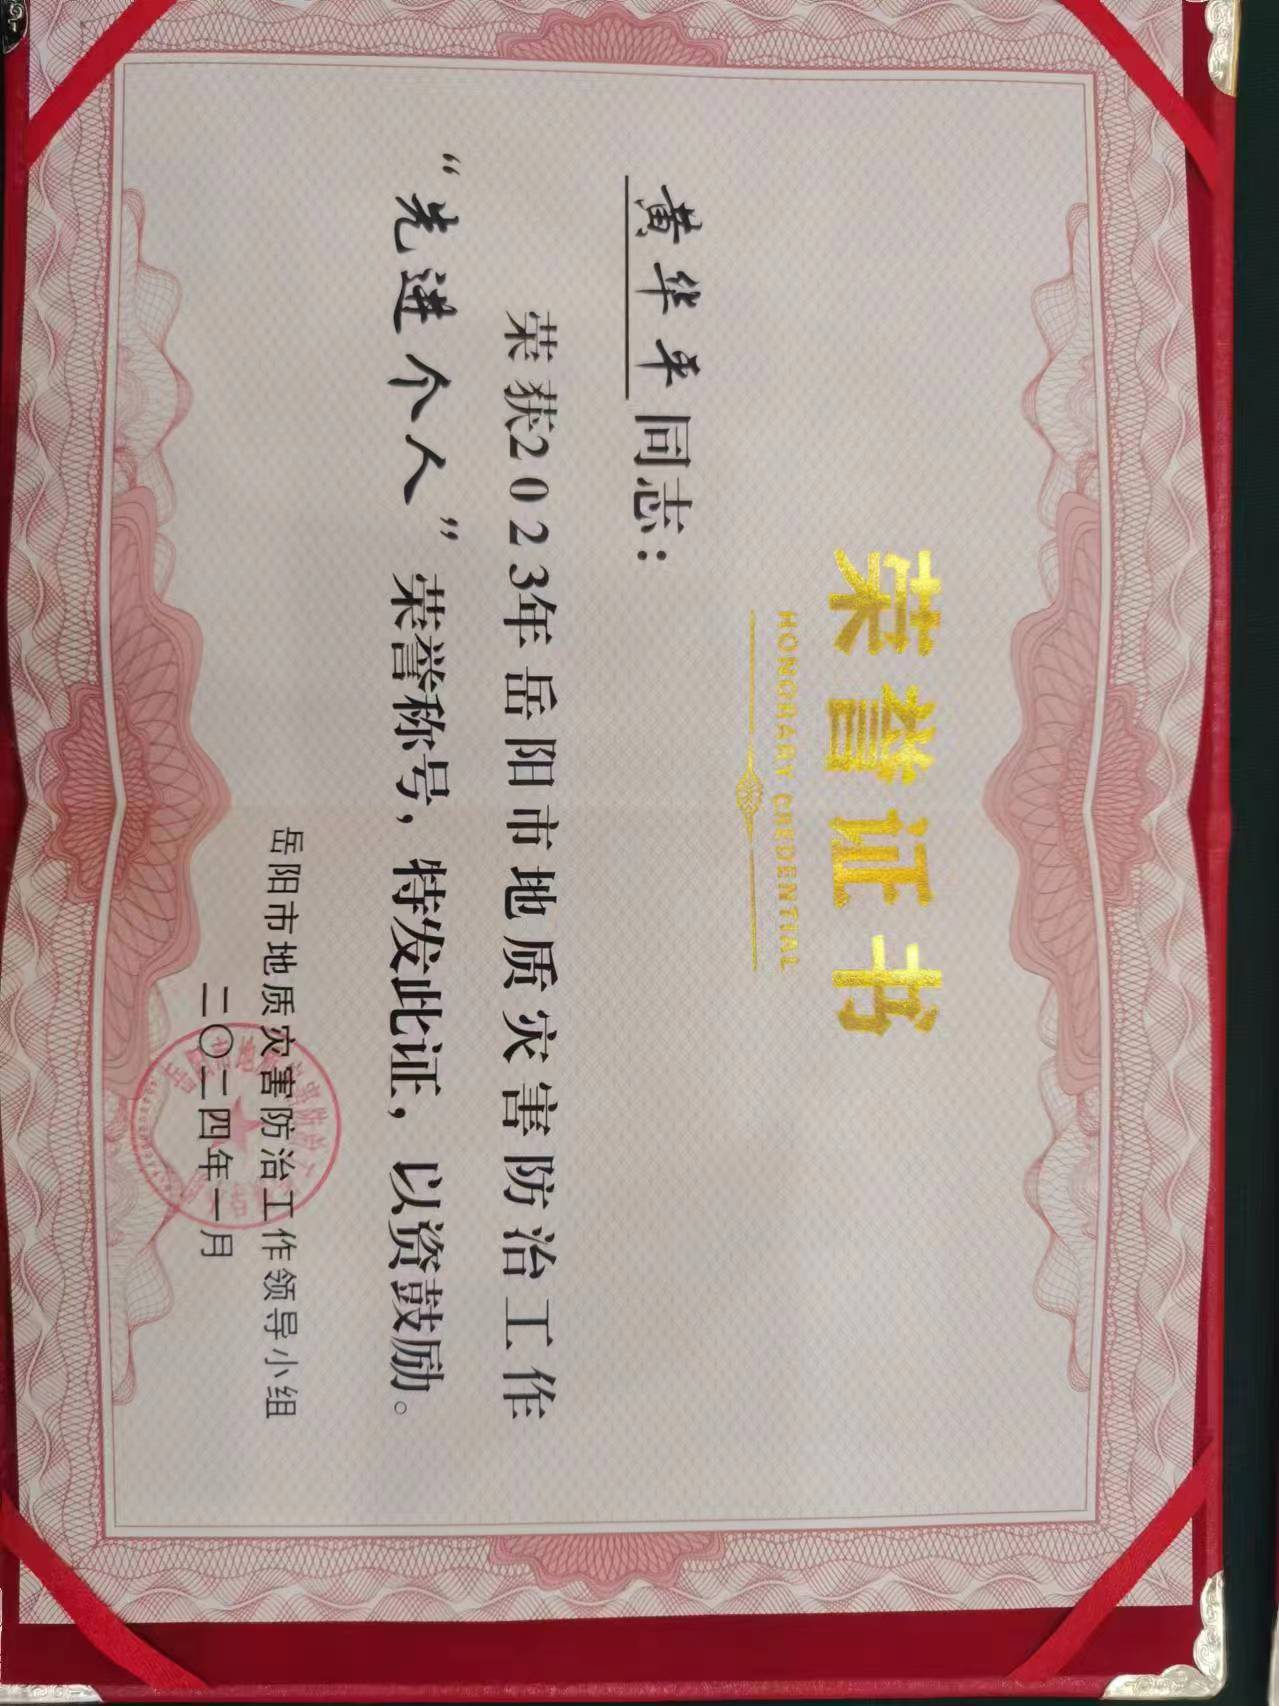 荣誉证书
HONORARY CREDENTIAL
黄华平同志：
荣获2023年岳阳市地质灾害防治工作
“先进个人”荣誉称号，特发此证，以资鼓励。
岳阳市地质灾害防治工作领导小组
二〇二四年一月